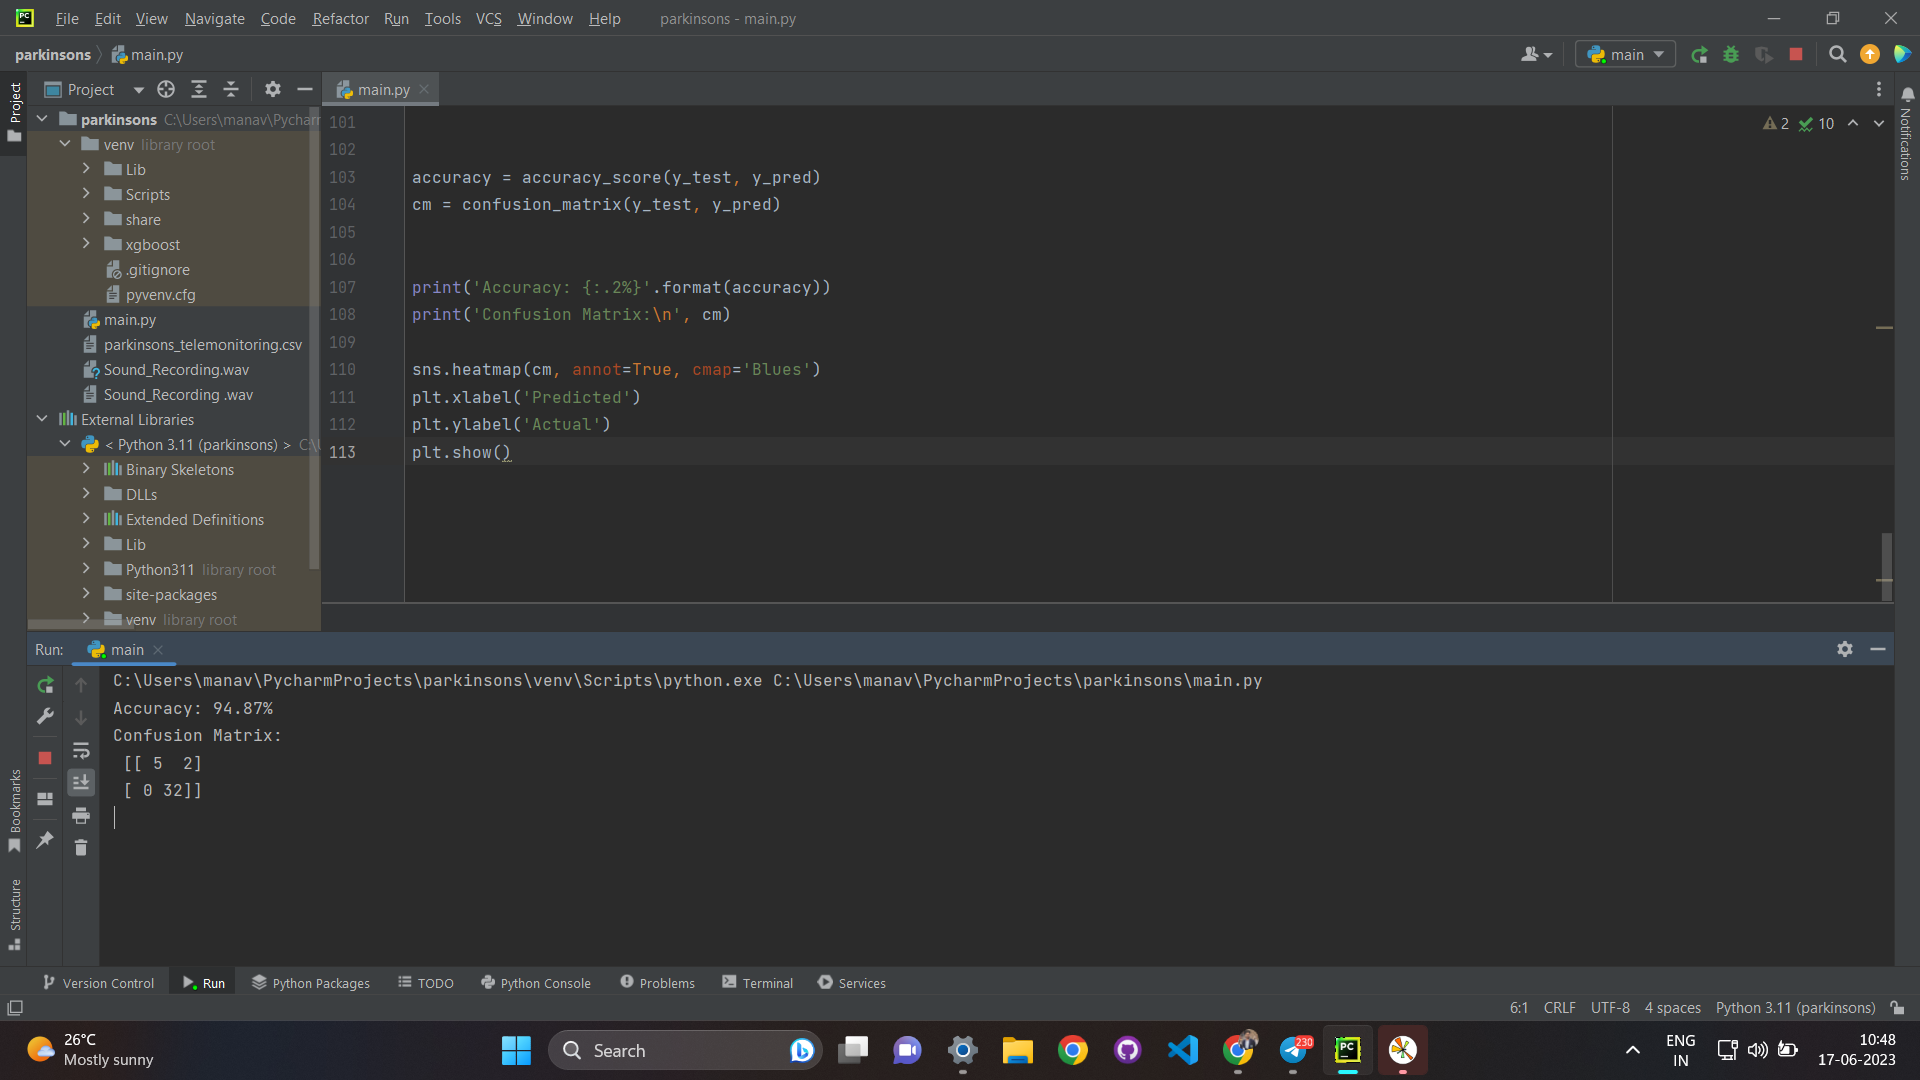 PC
File Edit View Navigate Code Refactor Run Tools VCS Window Help parkinsons - main.py
parkinsons main.py
main
Project
Project
main.py
Notifications
parkinsons C:\Users\manav\Pychar
venv library root
Lib
Scripts
share
xgboost
.gitignore
pyvenv.cfg
main.py
parkinsons_telemonitoring.csv
Sound_Recording.wav
Sound_Recording .wav
External Libraries
< Python 3.11 (parkinsons) > C:\
Binary Skeletons
DLLs
Extended Definitions
Lib
Python311 library root
site-packages
venv library root
2 10
101
102
103 accuracy = accuracy_score(y_test, y_pred)
104 cm = confusion_matrix(y_test, y_pred)
105
106
107 print('Accuracy: {:.2%}'.format(accuracy))
108 print('Confusion Matrix:\n', cm)
109
110 sns.heatmap(cm, annot=True, cmap='Blues')
111 plt.xlabel('Predicted')
112 plt.ylabel('Actual')
113 plt.show()
Run: main
C:\Users\manav\PycharmProjects\parkinsons\venv\Scripts\python.exe C:\Users\manav\PycharmProjects\parkinsons\main.py
Accuracy: 94.87%
Confusion Matrix:
[[ 5  2]
[ 0 32]]
Bookmarks
Structure
Version Control Run Python Packages TODO Python Console Problems Terminal Services
6:1 CRLF UTF-8 4 spaces Python 3.11 (parkinsons)
26°C
Mostly sunny
Search
230
PC
ENG
IN
10:48
17-06-2023